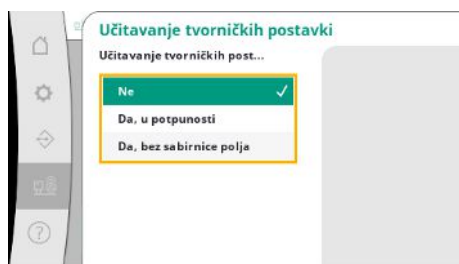 Učitavanje tvorničkih postavki
Učitavanje tvorničkih post...
Ne
Da, u potpunosti
Da, bez sabirnice polja